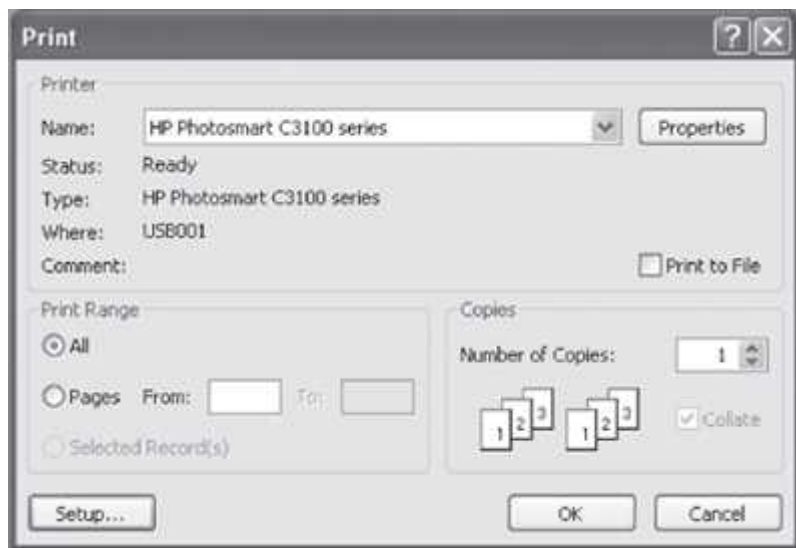 Print
Printer
Name: HP Photosmart C3100 series Properties
Status: Ready
Type: HP Photosmart C3100 series
Where: USB001
Comment: Print to File
Print Range
All
Pages From: To:
Selected Record(s)
Copies
Number of Copies: 1
1 2 3 1 2 3
Collate
Setup... OK Cancel